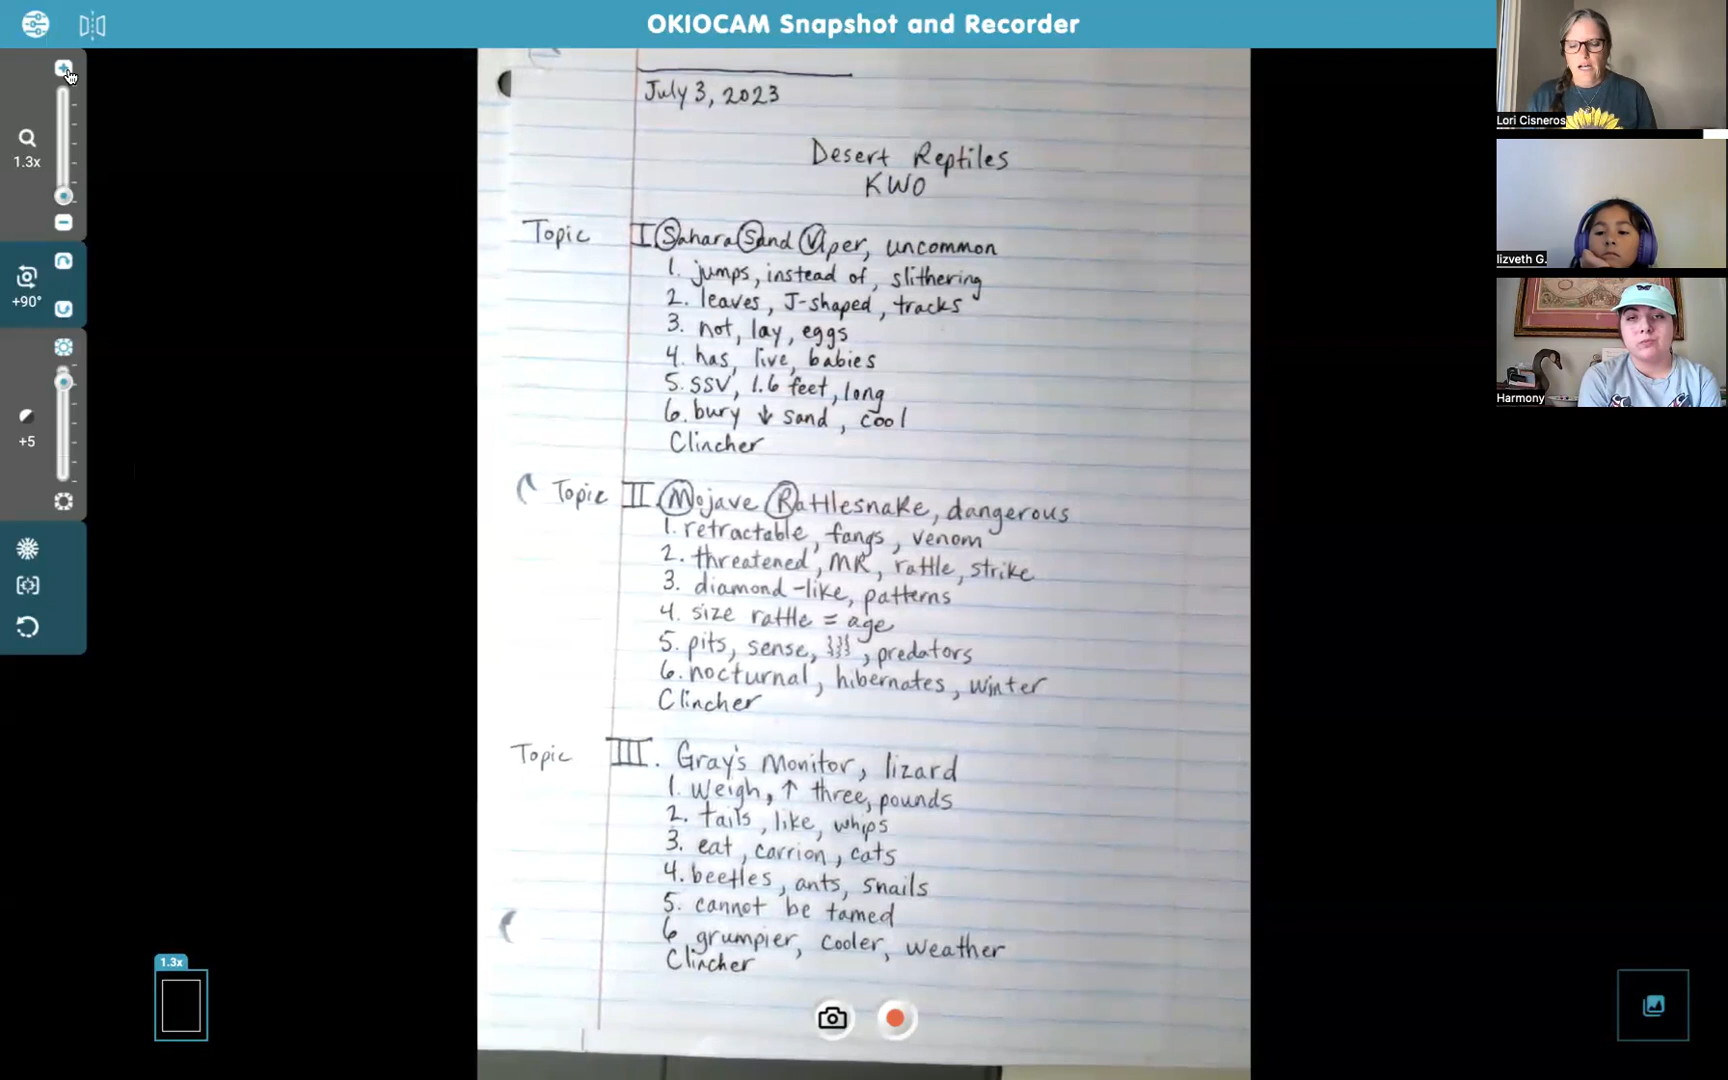 OKIOCAM Snapshot and Recorder
1.3x
+90°
+5
1.3x
July 3, 2023
Desert Reptiles
KWO
Topic I Sahara Sand Viper, uncommon
1. jumps, instead of, slithering
2. leaves, J-shaped, tracks
3. not, lay, eggs
4. has, live, babies
5. SSV, 1.6 feet, long
6. bury ↓ sand, cool
Clincher
Topic II Mojave Rattlesnake, dangerous
1. retractable, fangs, venom
2. threatened, MR, rattle, strike
3. diamond-like, patterns
4. size rattle = age
5. pits, sense, , predators
6. nocturnal, hibernates, winter
Clincher
Topic III. Gray's Monitor, lizard
1. weigh, ↑ three, pounds
2. tails, like, whips
3. eat, carrion, cats
4. beetles, ants, snails
5. cannot be tamed
6 grumpier, cooler, weather
Clincher
Lori Cisneros
lizveth G.
Harmony